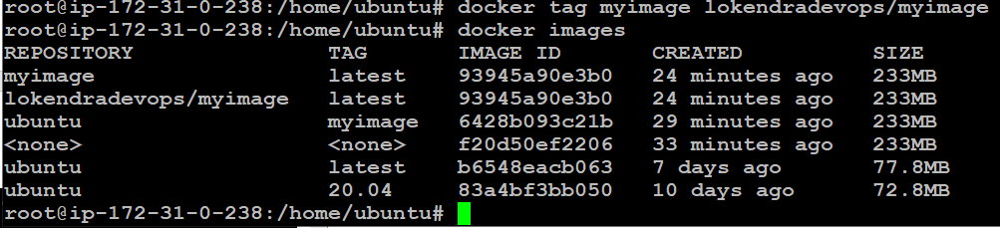 root@ip-172-31-0-238:/home/ubuntu# docker tag myimage lokendradevops/myimage
root@ip-172-31-0-238:/home/ubuntu# docker images
REPOSITORY TAG IMAGE ID CREATED SIZE
myimage latest 93945a90e3b0 24 minutes ago 233MB
lokendradevops/myimage latest 93945a90e3b0 24 minutes ago 233MB
ubuntu myimage 6428b093c21b 29 minutes ago 233MB
<none> <none> f20d50ef2206 33 minutes ago 233MB
ubuntu latest b6548eacb063 7 days ago 77.8MB
ubuntu 20.04 83a4bf3bb050 10 days ago 72.8MB
root@ip-172-31-0-238:/home/ubuntu#